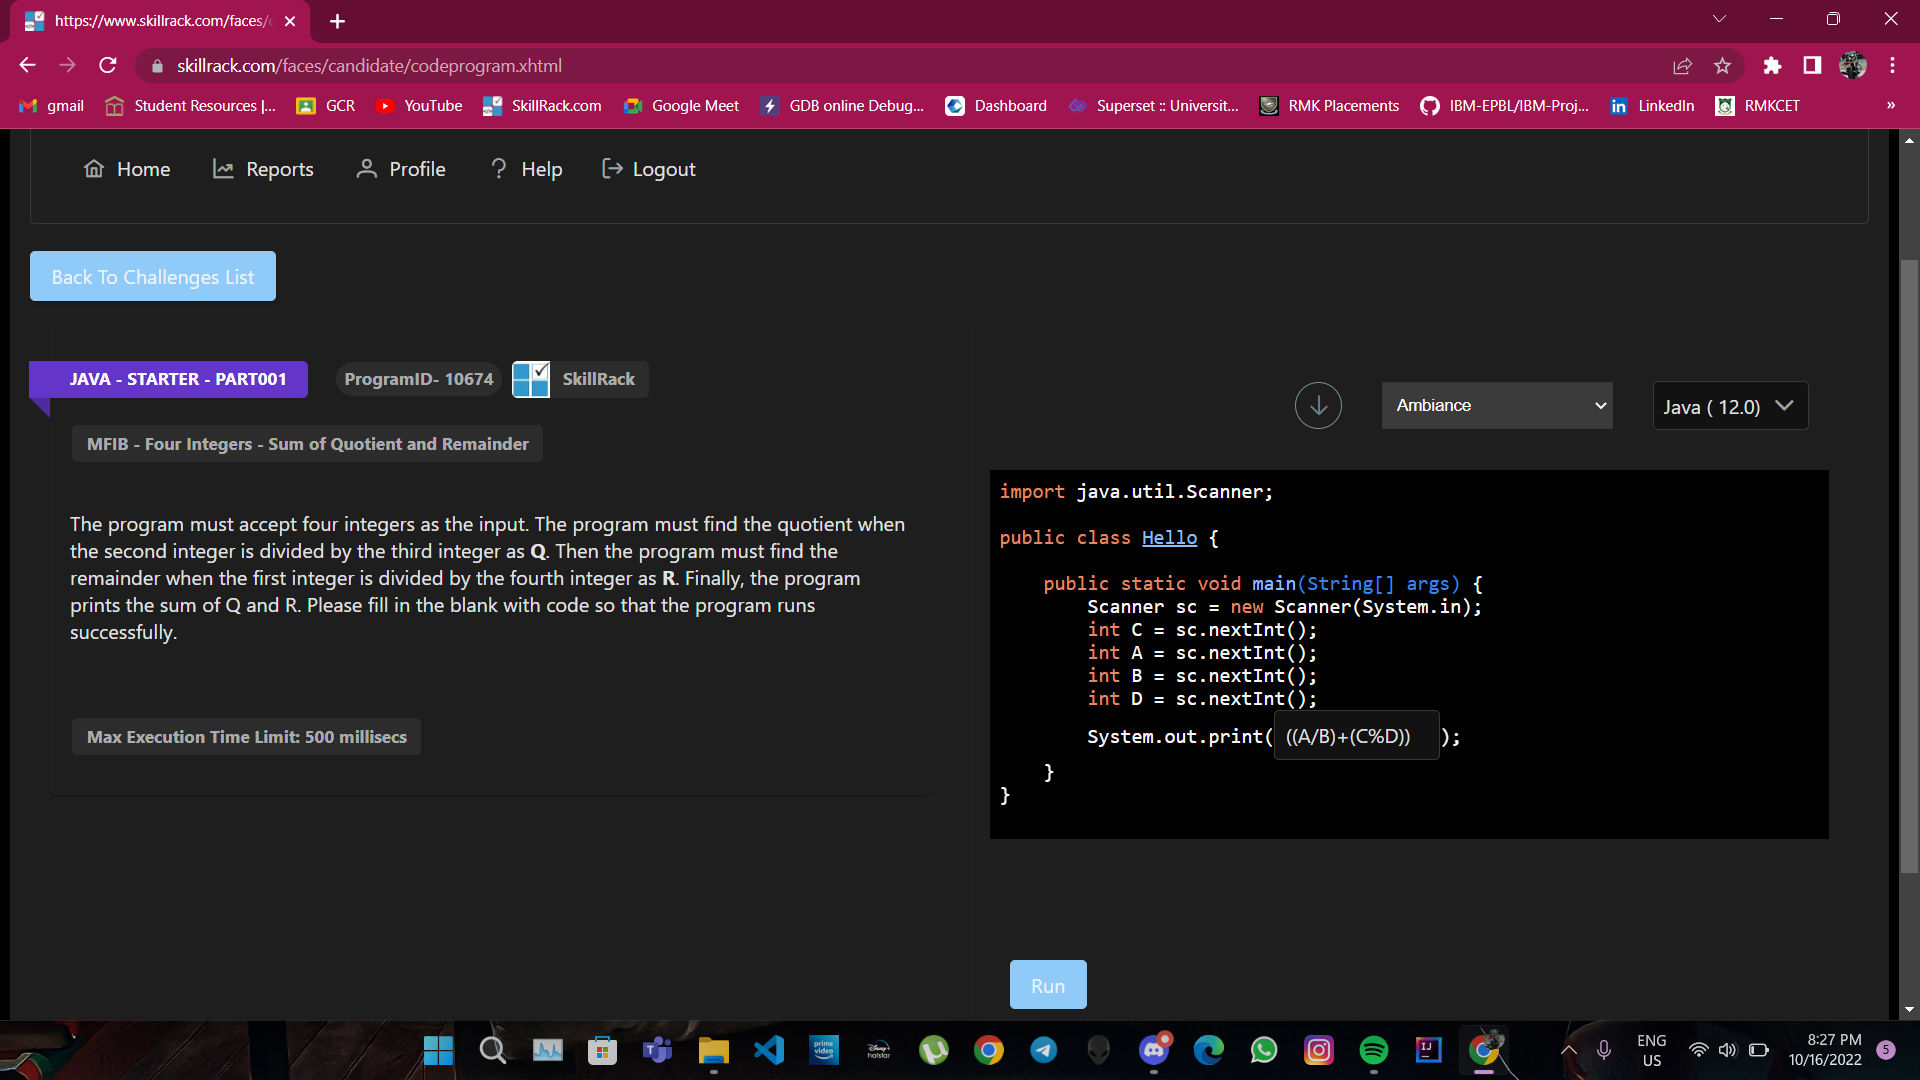 https://www.skillrack.com/faces/c
skillrack.com/faces/candidate/codeprogram.xhtml
gmail
Student Resources |...
GCR
YouTube
SkillRack.com
Google Meet
GDB online Debug...
Dashboard
Superset :: Universit...
RMK Placements
IBM-EPBL/IBM-Proj...
LinkedIn
RMKCET
»
Home
Reports
Profile
Help
Logout
Back To Challenges List
JAVA - STARTER - PART001
ProgramID- 10674
SkillRack
Ambiance
Java ( 12.0)
MFIB - Four Integers - Sum of Quotient and Remainder
The program must accept four integers as the input. The program must find the quotient when
the second integer is divided by the third integer as Q. Then the program must find the
remainder when the first integer is divided by the fourth integer as R. Finally, the program
prints the sum of Q and R. Please fill in the blank with code so that the program runs
successfully.
Max Execution Time Limit: 500 millisecs
import java.util.Scanner;
public class Hello {
public static void main(String[] args) {
Scanner sc = new Scanner(System.in);
int C = sc.nextInt();
int A = sc.nextInt();
int B = sc.nextInt();
int D = sc.nextInt();
System.out.print( ((A/B)+(C%D)) );
}
}
Run
prime video
Disney+ hotstar
ENG
US
8:27 PM
10/16/2022
5